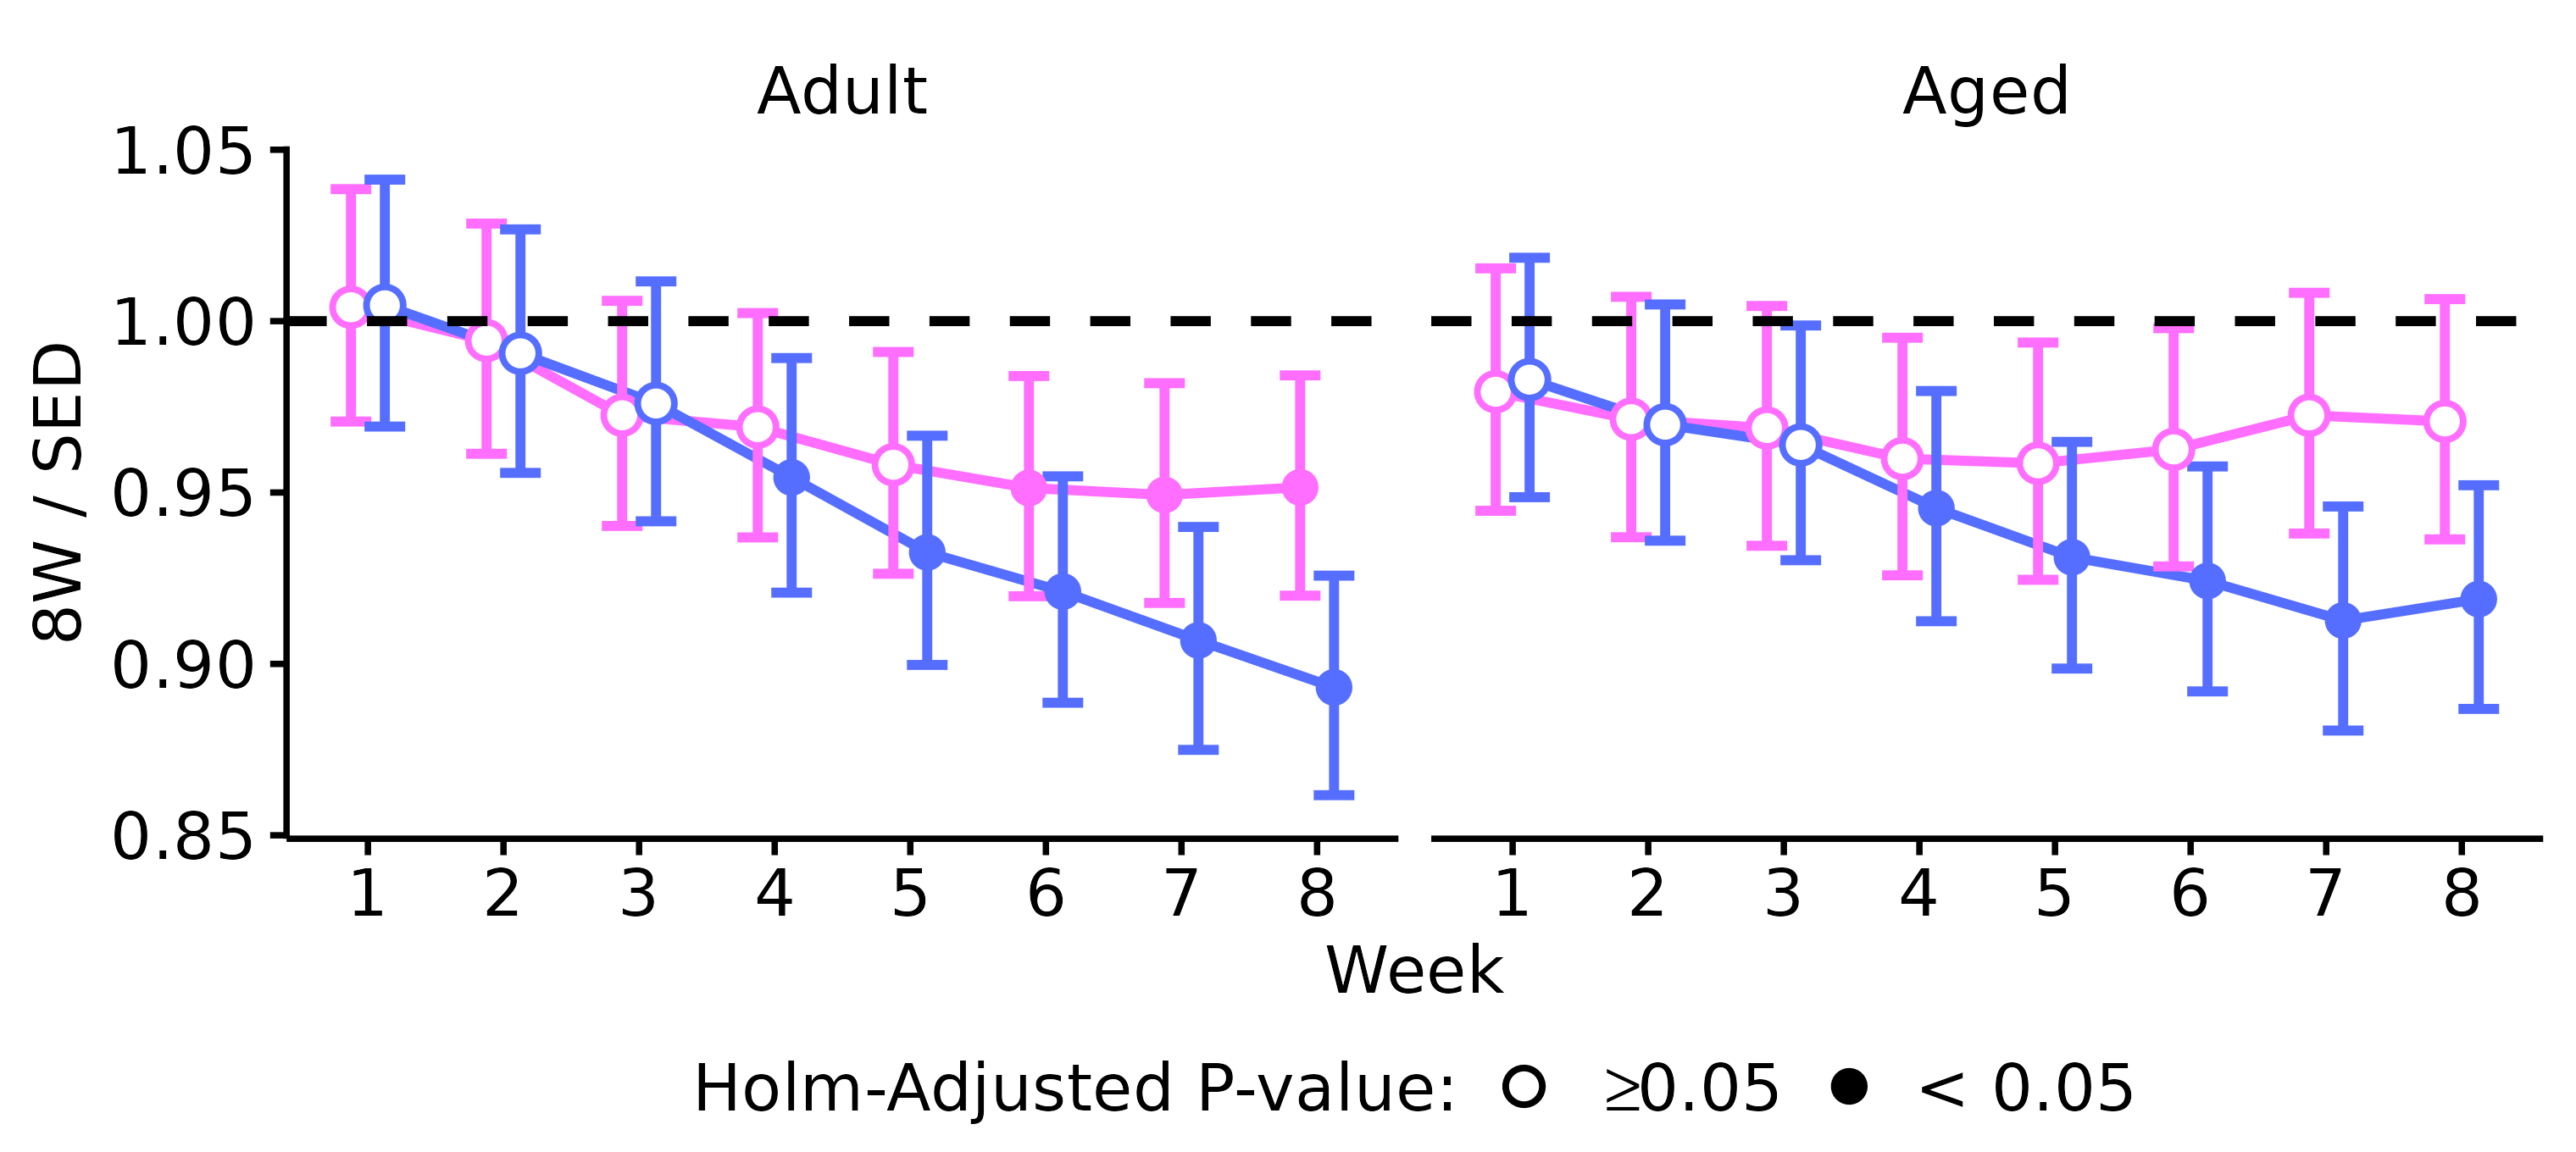 Adult
Aged
1.05
1.00
0.95
0.90
0.85
8W / SED
1 2 3 4 5 6 7 8
1 2 3 4 5 6 7 8
Week
Holm-Adjusted P-value: ≥0.05 < 0.05